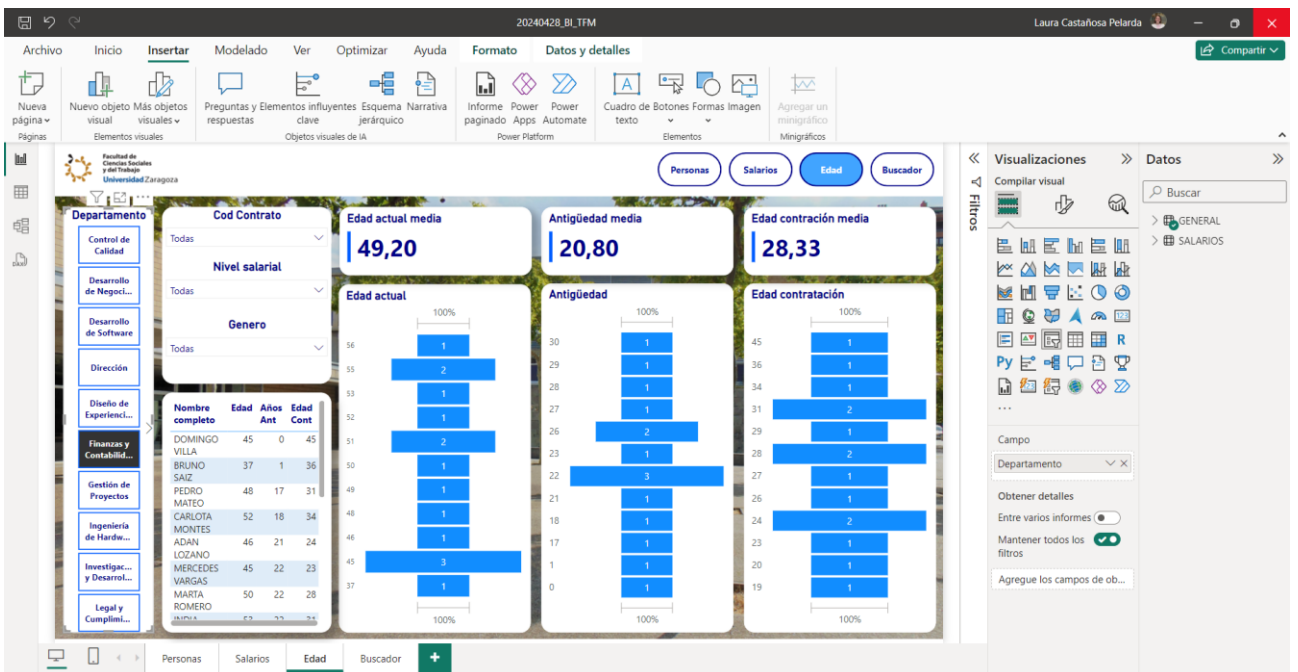 20240428_BI_TFM
Laura Castañosa Pelarda
Archivo
Inicio
Insertar
Modelado
Ver
Optimizar
Ayuda
Formato
Datos y detalles
Compartir
Nueva página
Nuevo objeto visual
Más objetos visuales
Preguntas y respuestas
Elementos influyentes clave
Esquema jerárquico
Narrativa
Informe paginado
Power Apps
Power Automate
Cuadro de texto
Botones
Formas
Imagen
Agregar un minigráfico
Páginas
Elementos visuales
Objetos visuales de IA
Power Platform
Elementos
Minigráficos
Facultad de
Ciencias Sociales
y del Trabajo
Universidad Zaragoza
Personas
Salarios
Edad
Buscador
Departamento
Control de
Calidad
Desarrollo
de Negoci...
Desarrollo
de Software
Dirección
Diseño de
Experienci...
Finanzas y
Contabilid...
Gestión de
Proyectos
Ingeniería
de Hardw...
Investigac...
y Desarrol...
Legal y
Cumplimi...
Cod Contrato
Todas
Nivel salarial
Todas
Genero
Todas
Nombre completo Edad Años Ant Edad Cont
DOMINGO VILLA 45 0 45
BRUNO SAIZ 37 1 36
PEDRO MATEO 48 17 31
CARLOTA MONTES 52 18 34
ADAN LOZANO 46 21 24
MERCEDES VARGAS 45 22 23
MARTA ROMERO 50 22 28
Edad actual media
49,20
Antigüedad media
20,80
Edad contración media
28,33
Edad actual
100%
56 1
55 2
53 1
52 1
51 2
50 1
49 1
48 1
46 1
45 3
37 1
100%
Antigüedad
100%
30 1
29 1
28 1
27 1
26 2
23 1
22 3
21 1
18 1
17 1
1 1
0 1
100%
Edad contratación
100%
45 1
36 1
34 1
31 2
29 1
28 2
27 1
26 1
24 2
23 1
20 1
19 1
100%
Filtros
Visualizaciones
Compilar visual
123
R
Py
...
Campo
Departamento
Obtener detalles
Entre varios informes
Mantener todos los
filtros
Agregue los campos de ob...
Datos
Buscar
GENERAL
SALARIOS
Personas
Salarios
Edad
Buscador
+